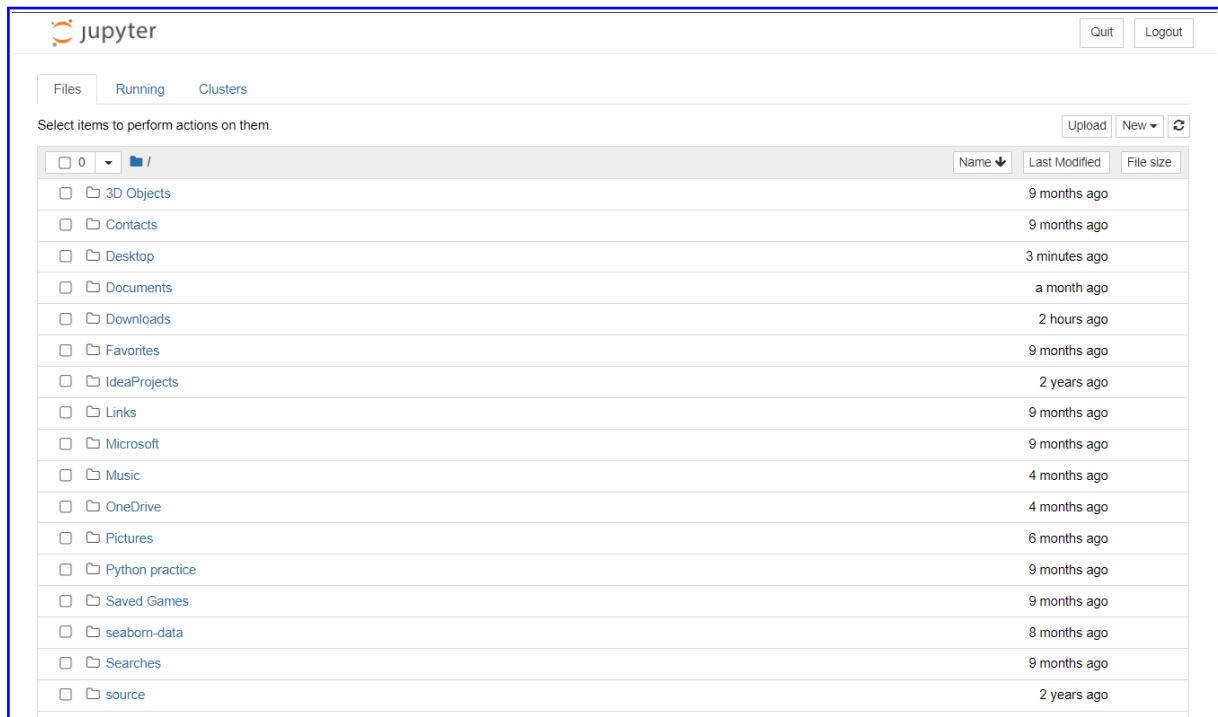 jupyter Quit Logout
Files Running Clusters
Select items to perform actions on them. Upload New
0 / Name Last Modified File size
3D Objects 9 months ago
Contacts 9 months ago
Desktop 3 minutes ago
Documents a month ago
Downloads 2 hours ago
Favorites 9 months ago
IdeaProjects 2 years ago
Links 9 months ago
Microsoft 9 months ago
Music 4 months ago
OneDrive 4 months ago
Pictures 6 months ago
Python practice 9 months ago
Saved Games 9 months ago
seaborn-data 8 months ago
Searches 9 months ago
source 2 years ago